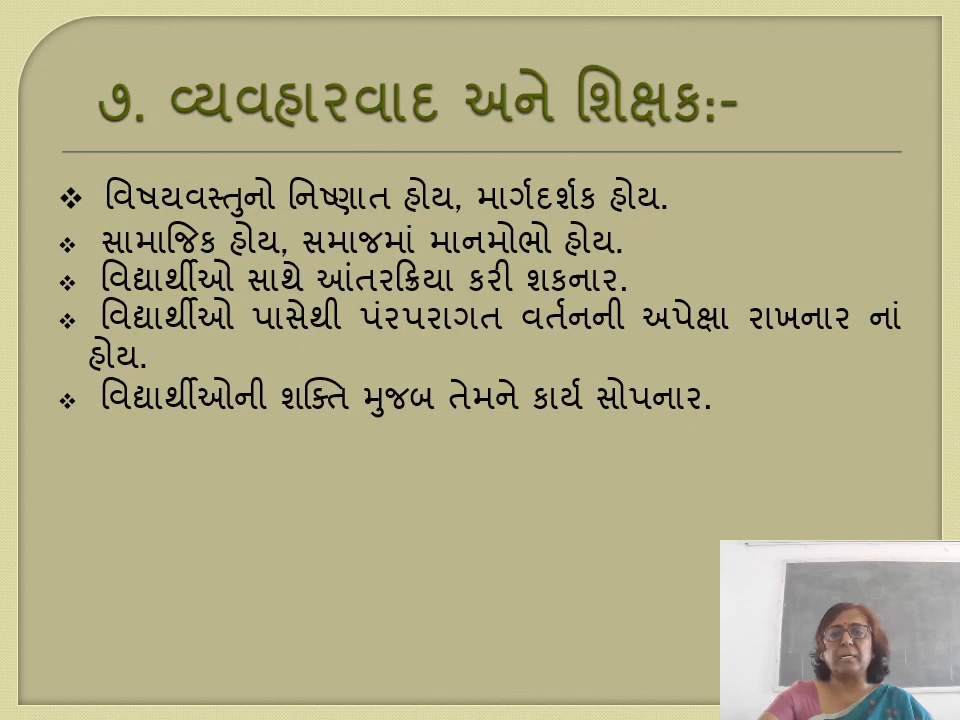 ૭. વ્યવહારવાદ અને શિક્ષક:-
❖ વિષયવસ્તુનો નિષ્ણાત હોય, માર્ગદર્શક હોય.
❖ સામાજિક હોય, સમાજમાં માનમોભો હોય.
❖ વિદ્યાર્થીઓ સાથે આંતરક્રિયા કરી શકનાર.
❖ વિદ્યાર્થીઓ પાસેથી પંરપરાગત વર્તનની અપેક્ષા રાખનાર નાં
હોય.
❖ વિદ્યાર્થીઓની શક્તિ મુજબ તેમને કાર્ય સોપનાર.